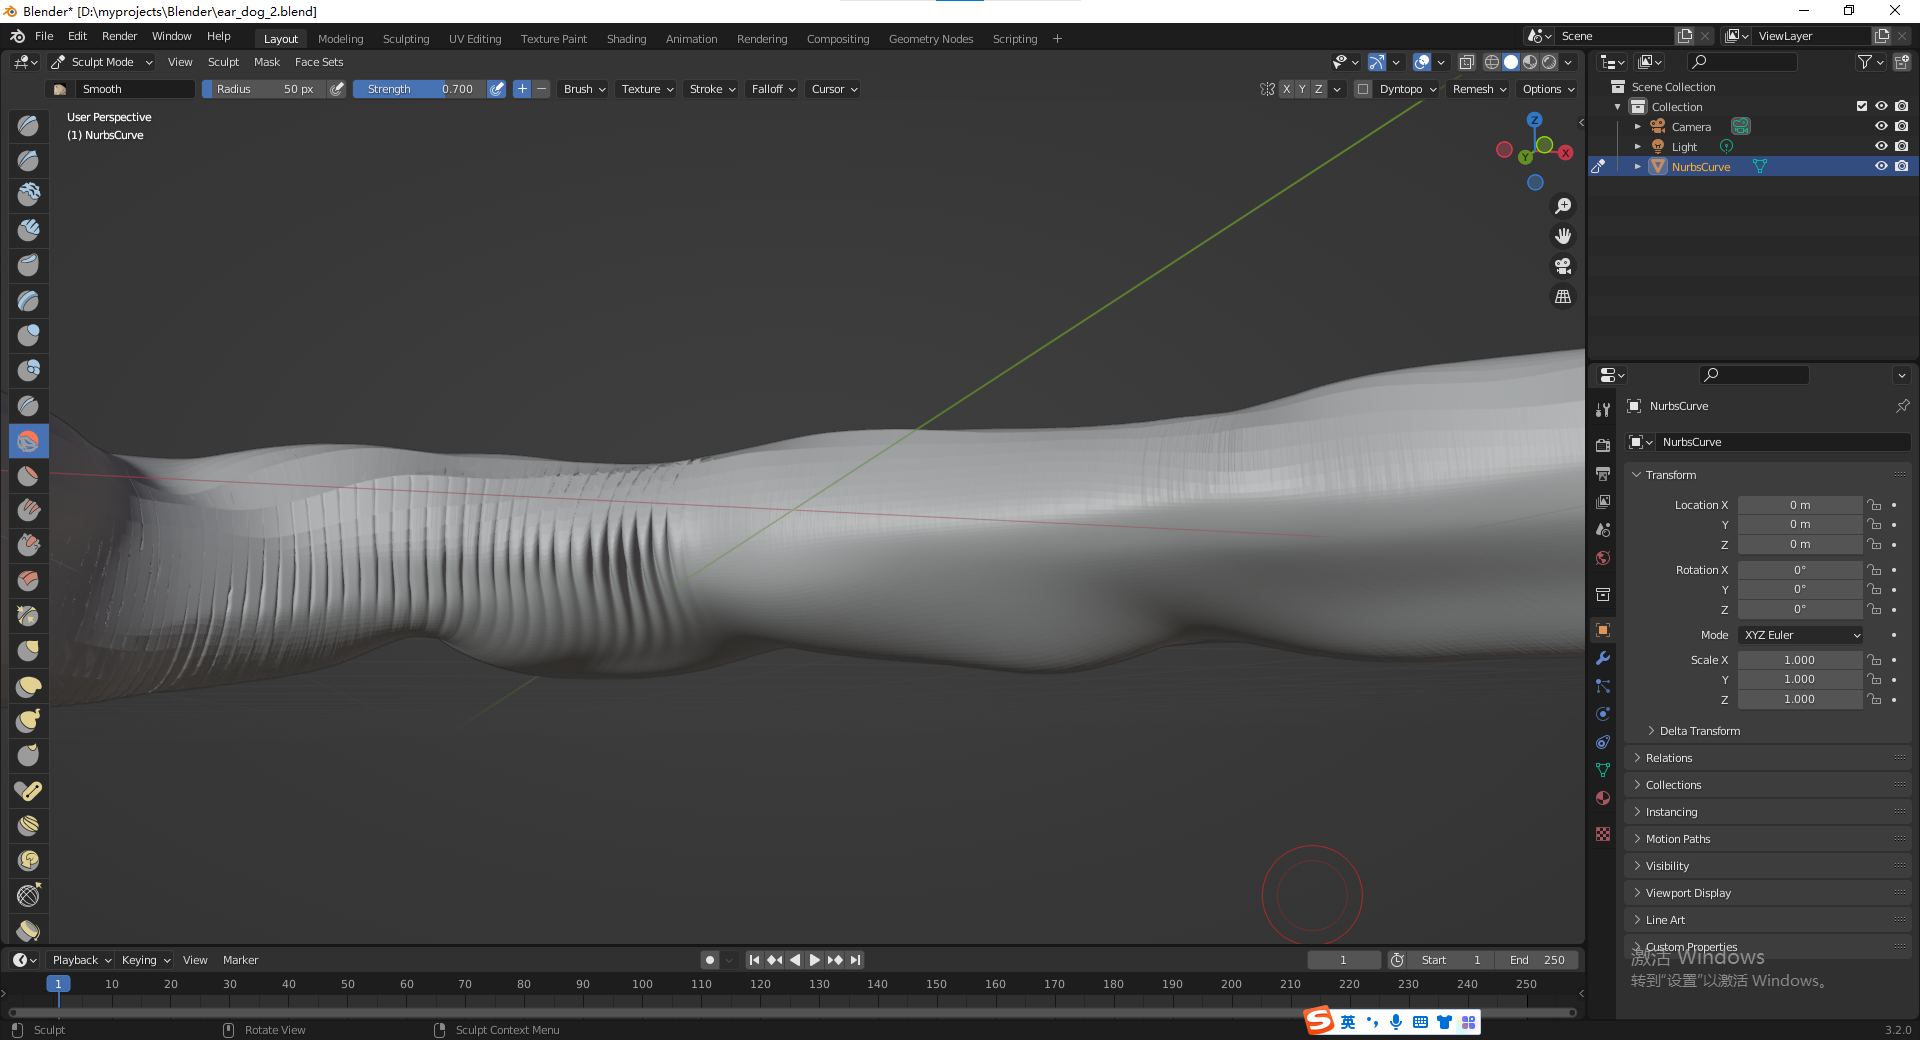 Blender* [D:\myprojects\Blender\ear_dog_2.blend]
File Edit Render Window Help Layout Modeling Sculpting UV Editing Texture Paint Shading Animation Rendering Compositing Geometry Nodes Scripting + Scene ViewLayer
Sculpt Mode View Sculpt Mask Face Sets
Smooth Radius 50 px Strength 0.700 + − Brush Texture Stroke Falloff Cursor X Y Z Dyntopo Remesh Options
User Perspective
(1) NurbsCurve
Z
Y
X
Scene Collection
Collection
Camera
Light
NurbsCurve
NurbsCurve
NurbsCurve
Transform
Location X 0 m
Y 0 m
Z 0 m
Rotation X 0°
Y 0°
Z 0°
Mode XYZ Euler
Scale X 1.000
Y 1.000
Z 1.000
Delta Transform
Relations
Collections
Instancing
Motion Paths
Visibility
Viewport Display
Line Art
Custom Properties
激活 Windows
转到“设置”以激活 Windows。
Playback Keying View Marker 1 Start 1 End 250
1 10 20 30 40 50 60 70 80 90 100 110 120 130 140 150 160 170 180 190 200 210 220 230 240 250
Sculpt Rotate View Sculpt Context Menu
S 英
3.2.0